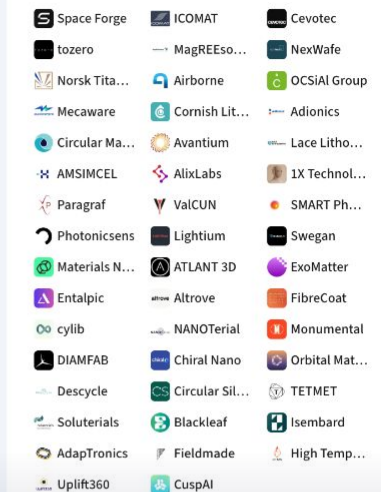 Space Forge ICOMAT Cevotec
tozero MagREEso... NexWafe
Norsk Tita... Airborne OCSiAl Group
Mecaware Cornish Lit... Adionics
Circular Ma... Avantium Lace Litho...
AMSIMCEL AlixLabs 1X Technol...
Paragraf ValCUN SMART Ph...
Photonicsens Lightium Swegan
Materials N... ATLANT 3D ExoMatter
Entalpic Altrove FibreCoat
cylib NANOTerial Monumental
DIAMFAB Chiral Nano Orbital Mat...
Descycle Circular Sil... TETMET
Soluterials Blackleaf Isembard
AdapTronics Fieldmade High Temp...
Uplift360 CuspAI